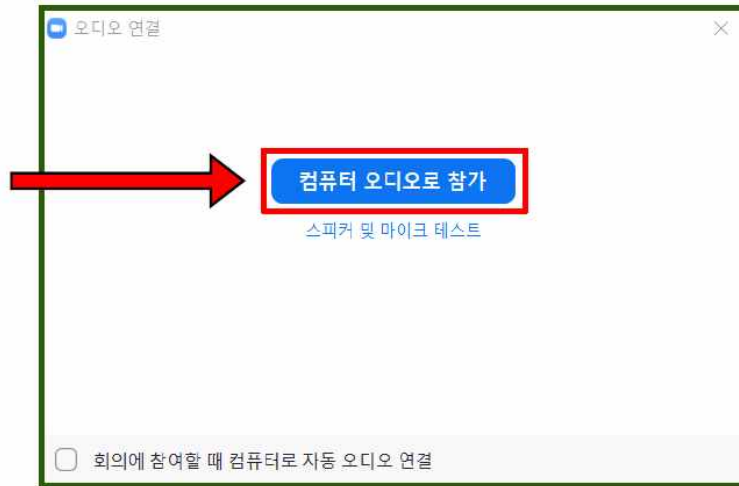 오디오 연결
컴퓨터 오디오로 참가
스피커 및 마이크 테스트
회의에 참여할 때 컴퓨터로 자동 오디오 연결